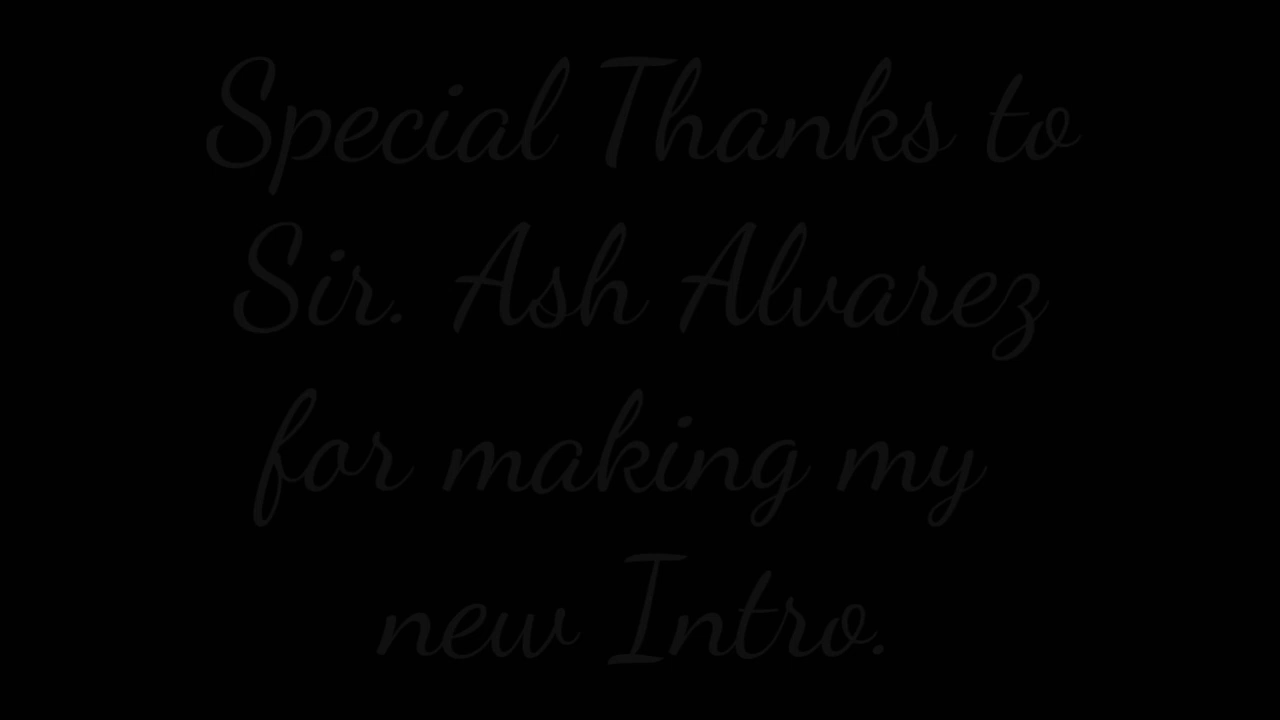 Special Thanks to
Sir. Ash Alvarez
for making my
new Intro.